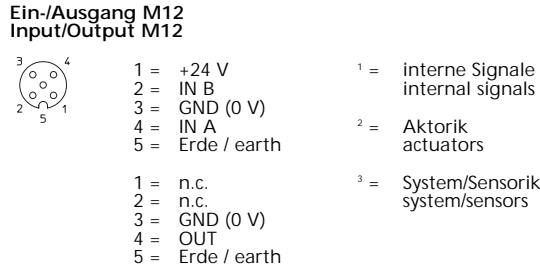 Ein-/Ausgang M12
Input/Output M12
3 4
2 1
5
1 = +24 V
2 = IN B
3 = GND (0 V)
4 = IN A
5 = Erde / earth
1 = n.c.
2 = n.c.
3 = GND (0 V)
4 = OUT
5 = Erde / earth
1 = interne Signale
internal signals
2 = Aktorik
actuators
3 = System/Sensorik
system/sensors